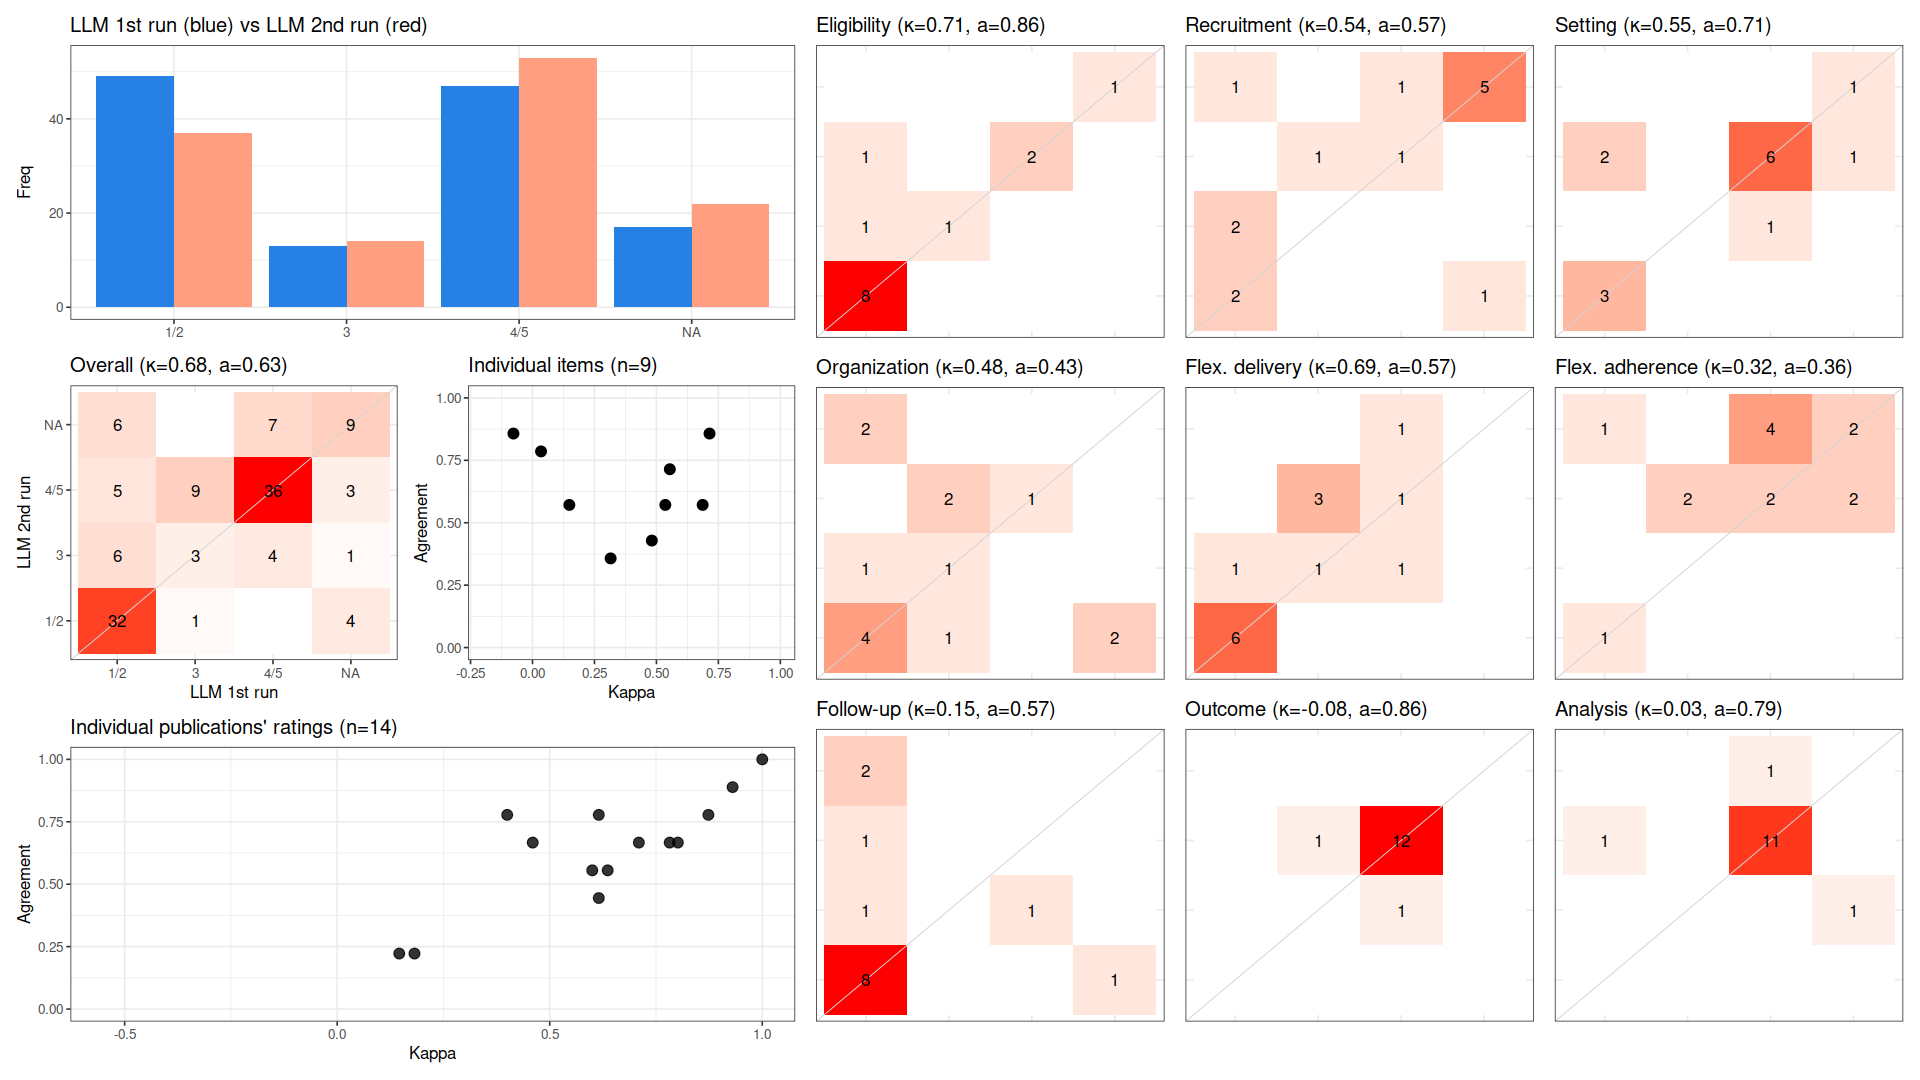 LLM 1st run (blue) vs LLM 2nd run (red)
Freq
40
20
0
1/2 3 4/5 NA
Overall (κ=0.68, a=0.63)
LLM 2nd run
NA 6 7 9
4/5 5 9 36 3
3 6 3 4 1
1/2 32 1 4
1/2 3 4/5 NA
LLM 1st run
Individual items (n=9)
Agreement
1.00
0.75
0.50
0.25
0.00
-0.25 0.00 0.25 0.50 0.75 1.00
Kappa
Individual publications' ratings (n=14)
Agreement
1.00
0.75
0.50
0.25
0.00
-0.5 0.0 0.5 1.0
Kappa
Eligibility (κ=0.71, a=0.86)
1
1 2
1 1
8
Recruitment (κ=0.54, a=0.57)
1 1 5
1 1
2
2 1
Setting (κ=0.55, a=0.71)
1
2 6 1
1
3
Organization (κ=0.48, a=0.43)
2
2 1
1 1
4 1 2
Flex. delivery (κ=0.69, a=0.57)
1
3 1
1 1 1
6
Flex. adherence (κ=0.32, a=0.36)
1 4 2
2 2 2
1
Follow-up (κ=0.15, a=0.57)
2
1
1 1
8 1
Outcome (κ=-0.08, a=0.86)
1 12
1
Analysis (κ=0.03, a=0.79)
1
1 11
1